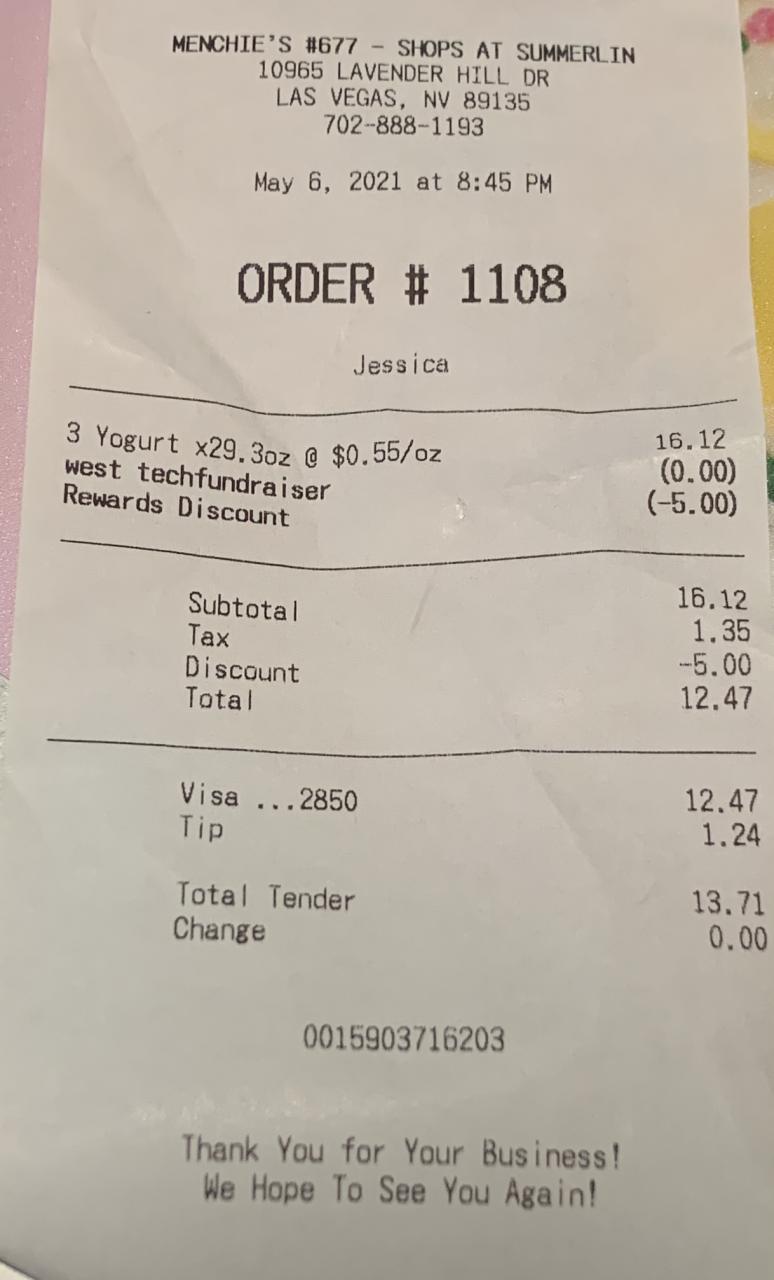 MENCHIE'S #677 - SHOPS AT SUMMERLIN
10965 LAVENDER HILL DR
LAS VEGAS, NV 89135
702-888-1193
May 6, 2021 at 8:45 PM
ORDER # 1108
Jessica
3 Yogurt x29.3oz @ $0.55/oz 16.12
west techfundraiser (0.00)
Rewards Discount (-5.00)
Subtotal 16.12
Tax 1.35
Discount -5.00
Total 12.47
Visa ...2850 12.47
Tip 1.24
Total Tender 13.71
Change 0.00
0015903716203
Thank You for Your Business!
We Hope To See You Again!